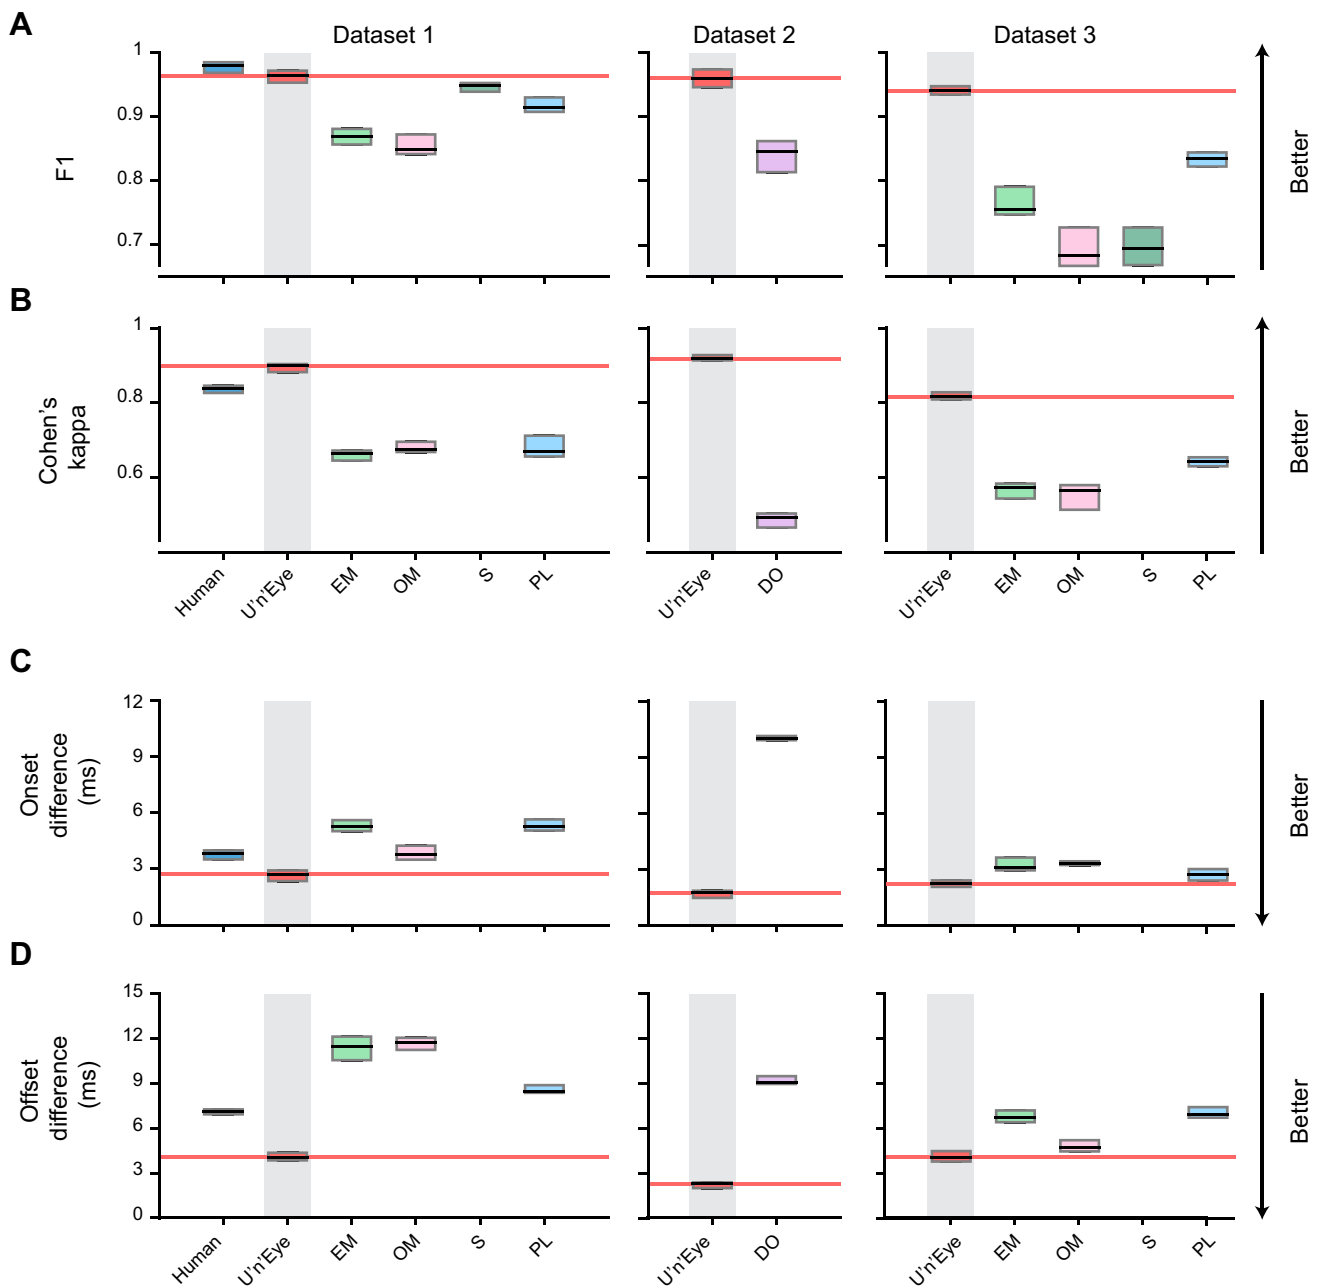 A
Dataset 1
Dataset 2
Dataset 3
F1
1
0.9
0.8
0.7
Better
B
Cohen's
kappa
1
0.8
0.6
Better
Human
U'n'Eye
EM
OM
S
PL
U'n'Eye
DO
U'n'Eye
EM
OM
S
PL
C
Onset
difference
(ms)
12
9
6
3
0
Better
D
Offset
difference
(ms)
15
12
9
6
3
0
Better
Human
U'n'Eye
EM
OM
S
PL
U'n'Eye
DO
U'n'Eye
EM
OM
S
PL